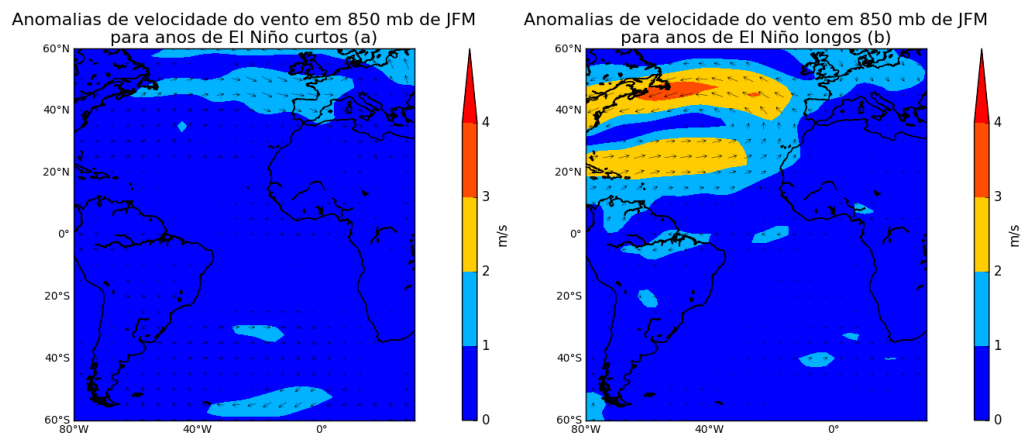 Anomalias de velocidade do vento em 850 mb de JFM
para anos de El Niño curtos (a)
60°N
40°N
20°N
0°
20°S
40°S
60°S
80°W
40°W
0°
4
3
2
1
0
m/s
Anomalias de velocidade do vento em 850 mb de JFM
para anos de El Niño longos (b)
60°N
40°N
20°N
0°
20°S
40°S
60°S
80°W
40°W
0°
4
3
2
1
0
m/s